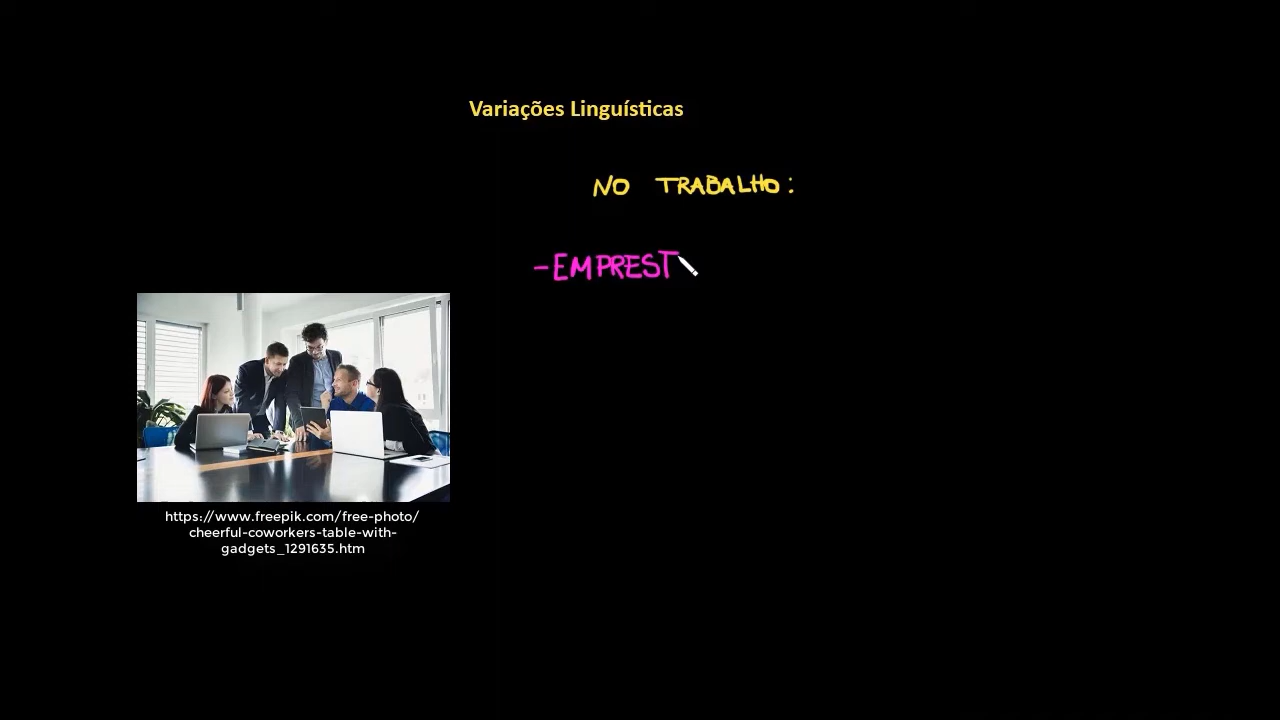 Variações Linguísticas
NO TRABALHO:
-EMPREST
https://www.freepik.com/free-photo/
cheerful-coworkers-table-with-
gadgets_1291635.htm